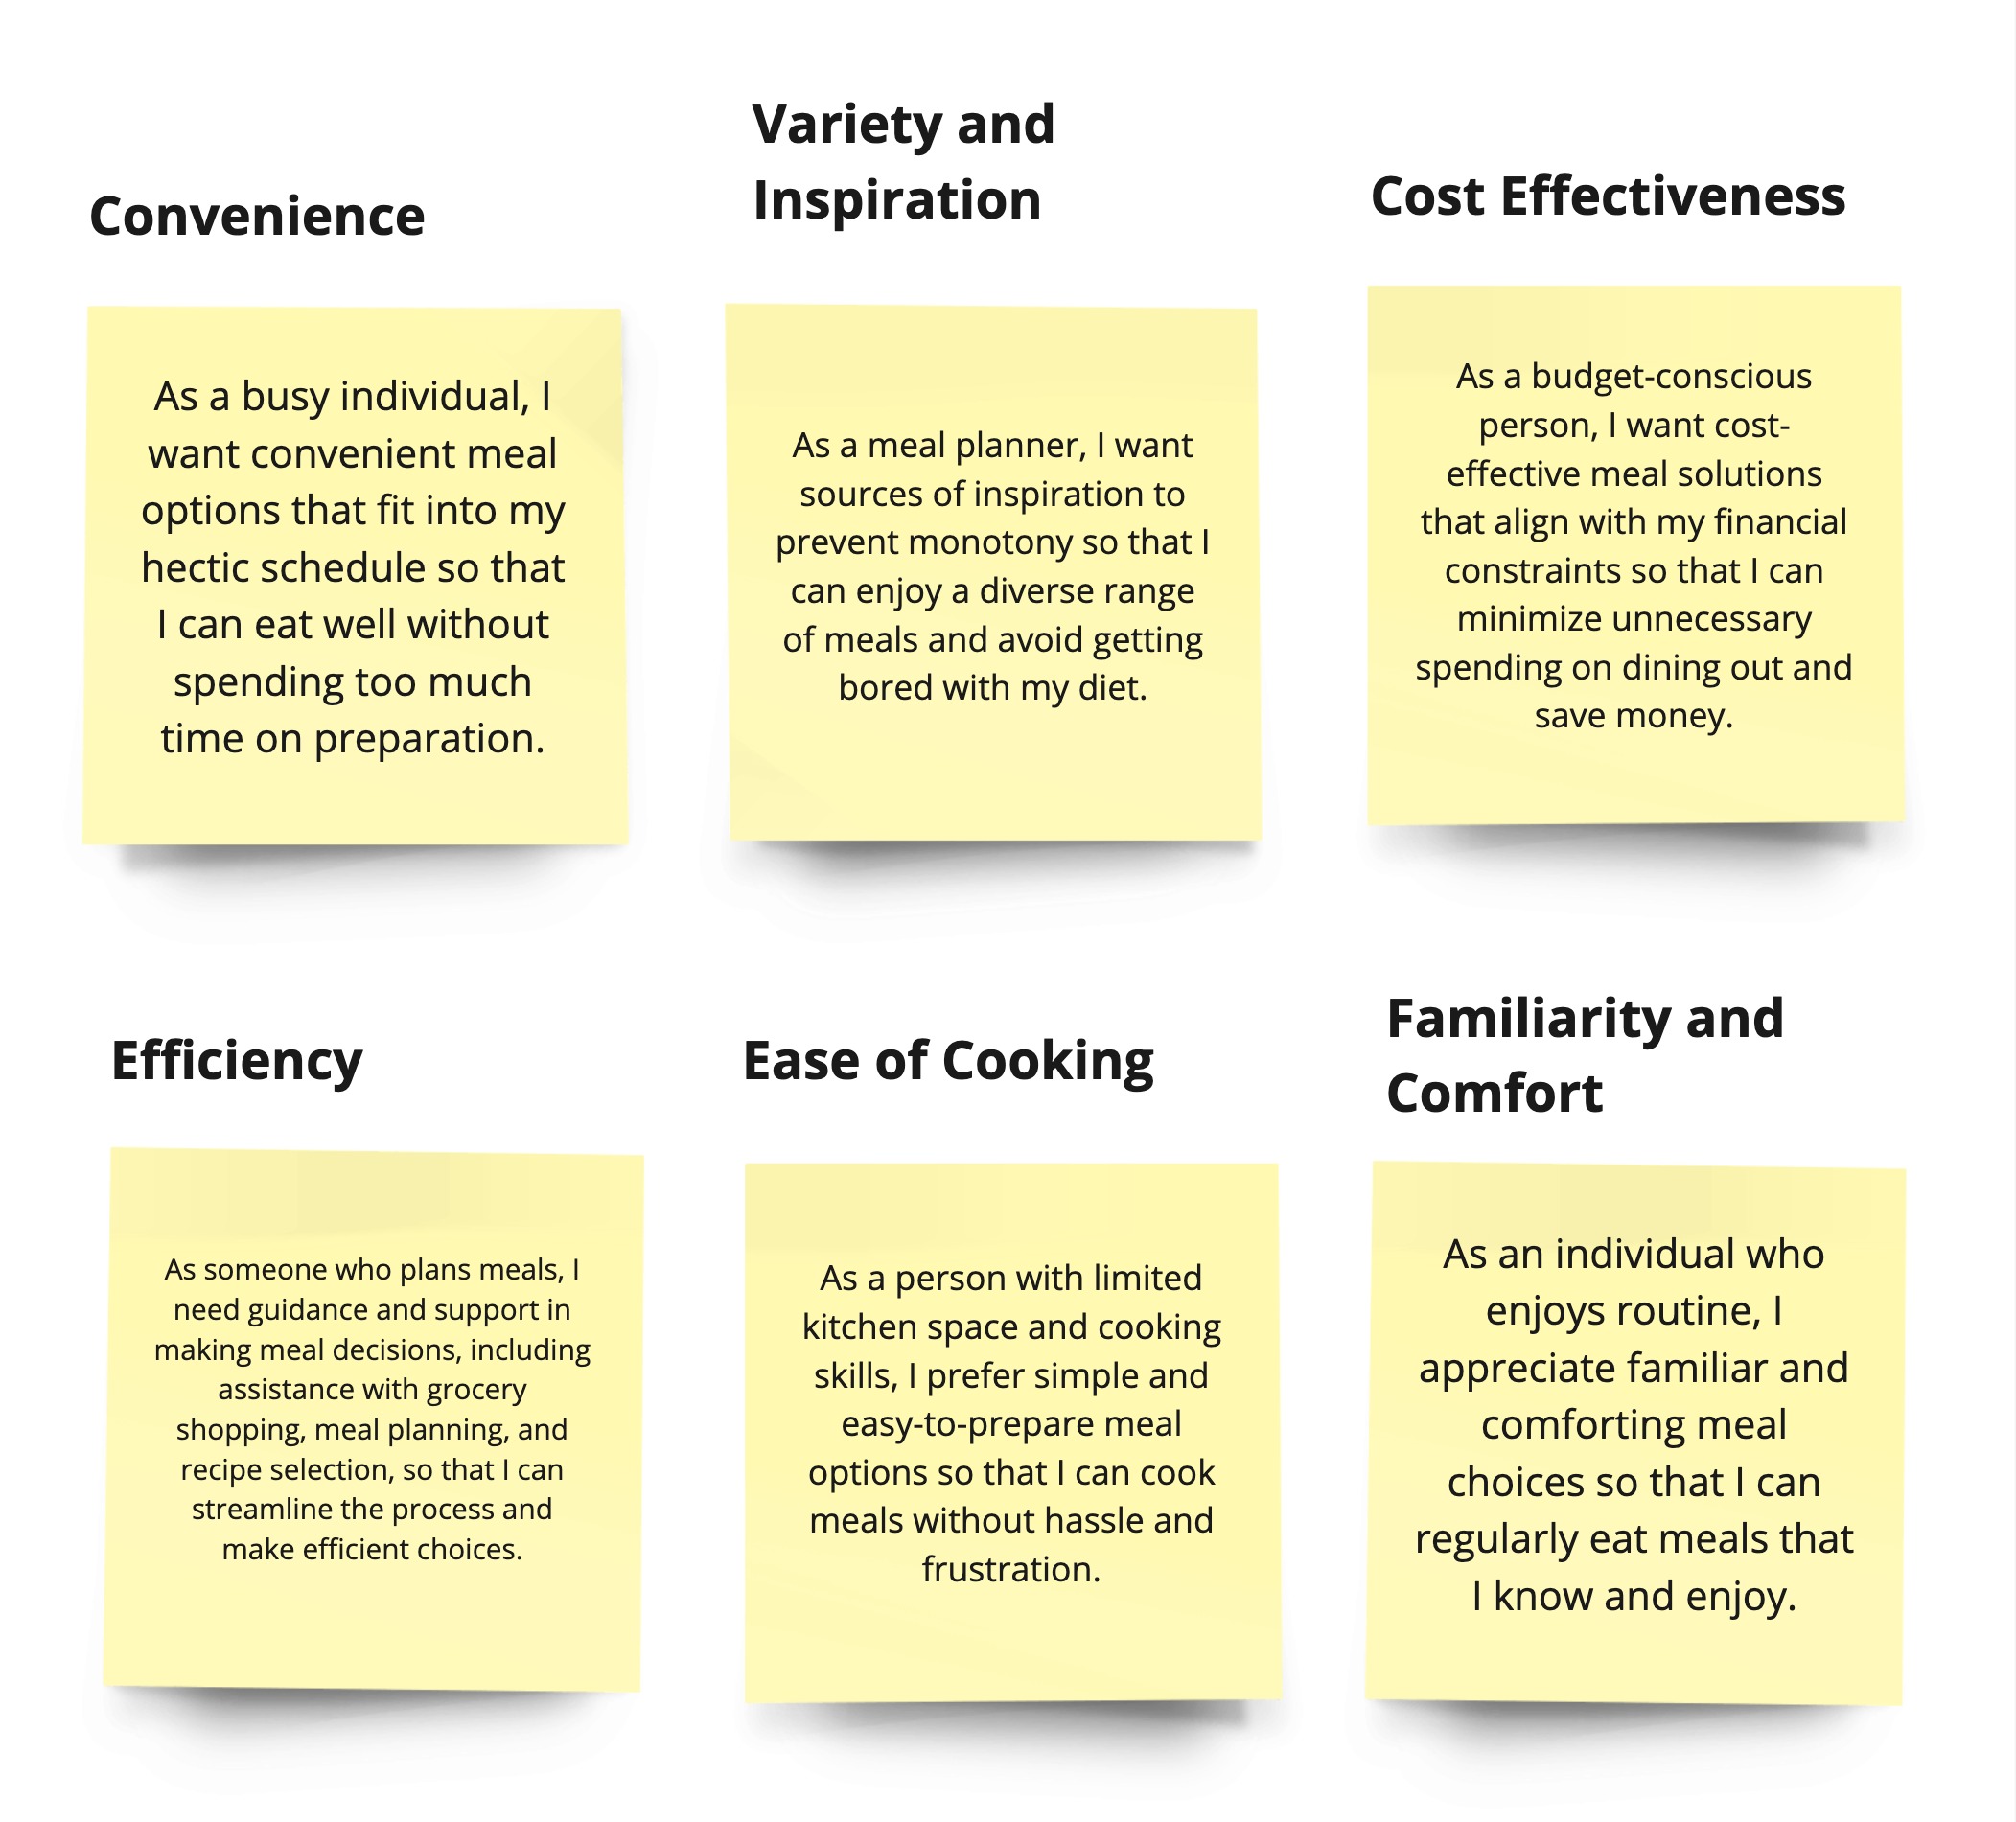 Convenience
As a busy individual, I
want convenient meal
options that fit into my
hectic schedule so that
I can eat well without
spending too much
time on preparation.
Variety and
Inspiration
As a meal planner, I want
sources of inspiration to
prevent monotony so that I
can enjoy a diverse range
of meals and avoid getting
bored with my diet.
Cost Effectiveness
As a budget-conscious
person, I want cost-
effective meal solutions
that align with my financial
constraints so that I can
minimize unnecessary
spending on dining out and
save money.
Efficiency
As someone who plans meals, I
need guidance and support in
making meal decisions, including
assistance with grocery
shopping, meal planning, and
recipe selection, so that I can
streamline the process and
make efficient choices.
Ease of Cooking
As a person with limited
kitchen space and cooking
skills, I prefer simple and
easy-to-prepare meal
options so that I can cook
meals without hassle and
frustration.
Familiarity and
Comfort
As an individual who
enjoys routine, I
appreciate familiar and
comforting meal
choices so that I can
regularly eat meals that
I know and enjoy.